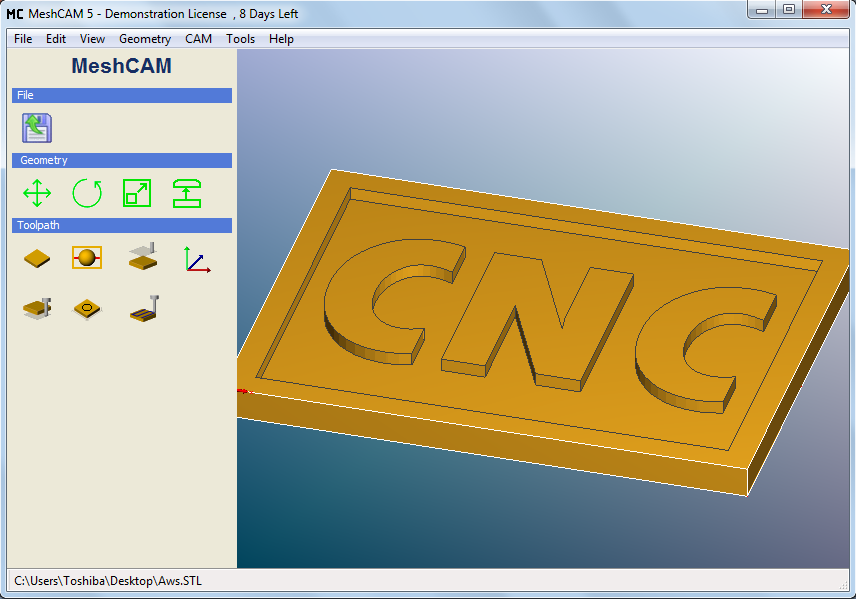 MC MeshCAM 5 - Demonstration License , 8 Days Left
File Edit View Geometry CAM Tools Help
MeshCAM
File
Geometry
Toolpath
CNC
C:\Users\Toshiba\Desktop\Aws.STL